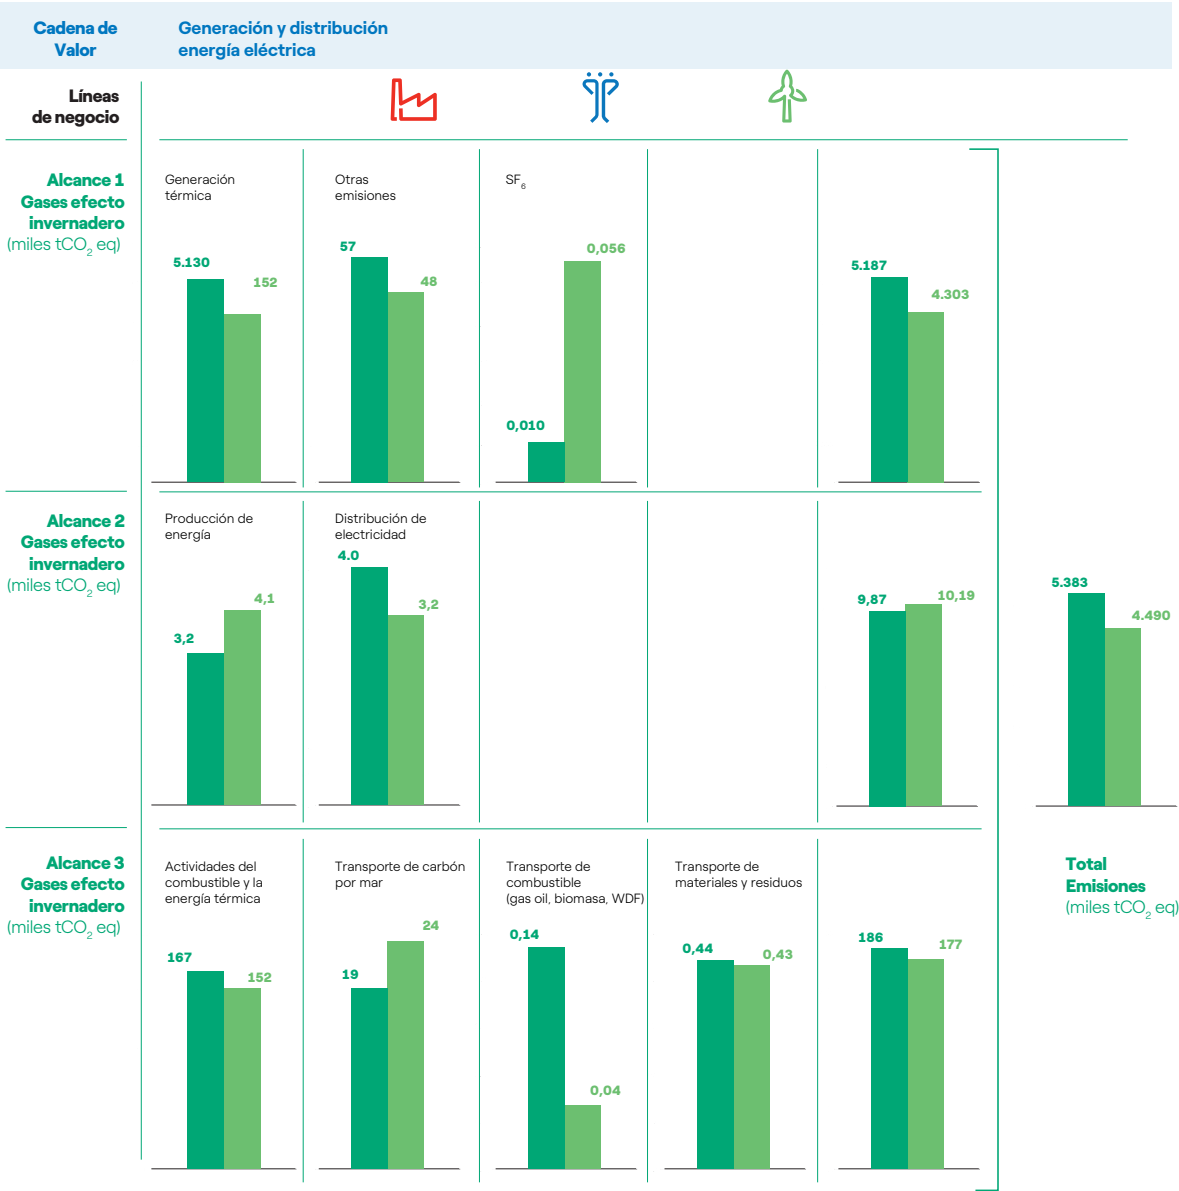 Cadena de
Valor
Generación y distribución
energía eléctrica
Líneas
de negocio
Alcance 1
Gases efecto
invernadero
(miles tCO2 eq)
Generación
térmica
5.130
152
Otras
emisiones
57
48
SF6
0,010
0,056
5.187
4.303
Alcance 2
Gases efecto
invernadero
(miles tCO2 eq)
Producción de
energía
3,2
4,1
Distribución de
electricidad
4.0
3,2
9,87
10,19
5.383
4.490
Alcance 3
Gases efecto
invernadero
(miles tCO2 eq)
Actividades del
combustible y la
energía térmica
167
152
Transporte de carbón
por mar
19
24
Transporte de
combustible
(gas oil, biomasa, WDF)
0,14
0,04
Transporte de
materiales y residuos
0,44
0,43
186
177
Total
Emisiones
(miles tCO2 eq)